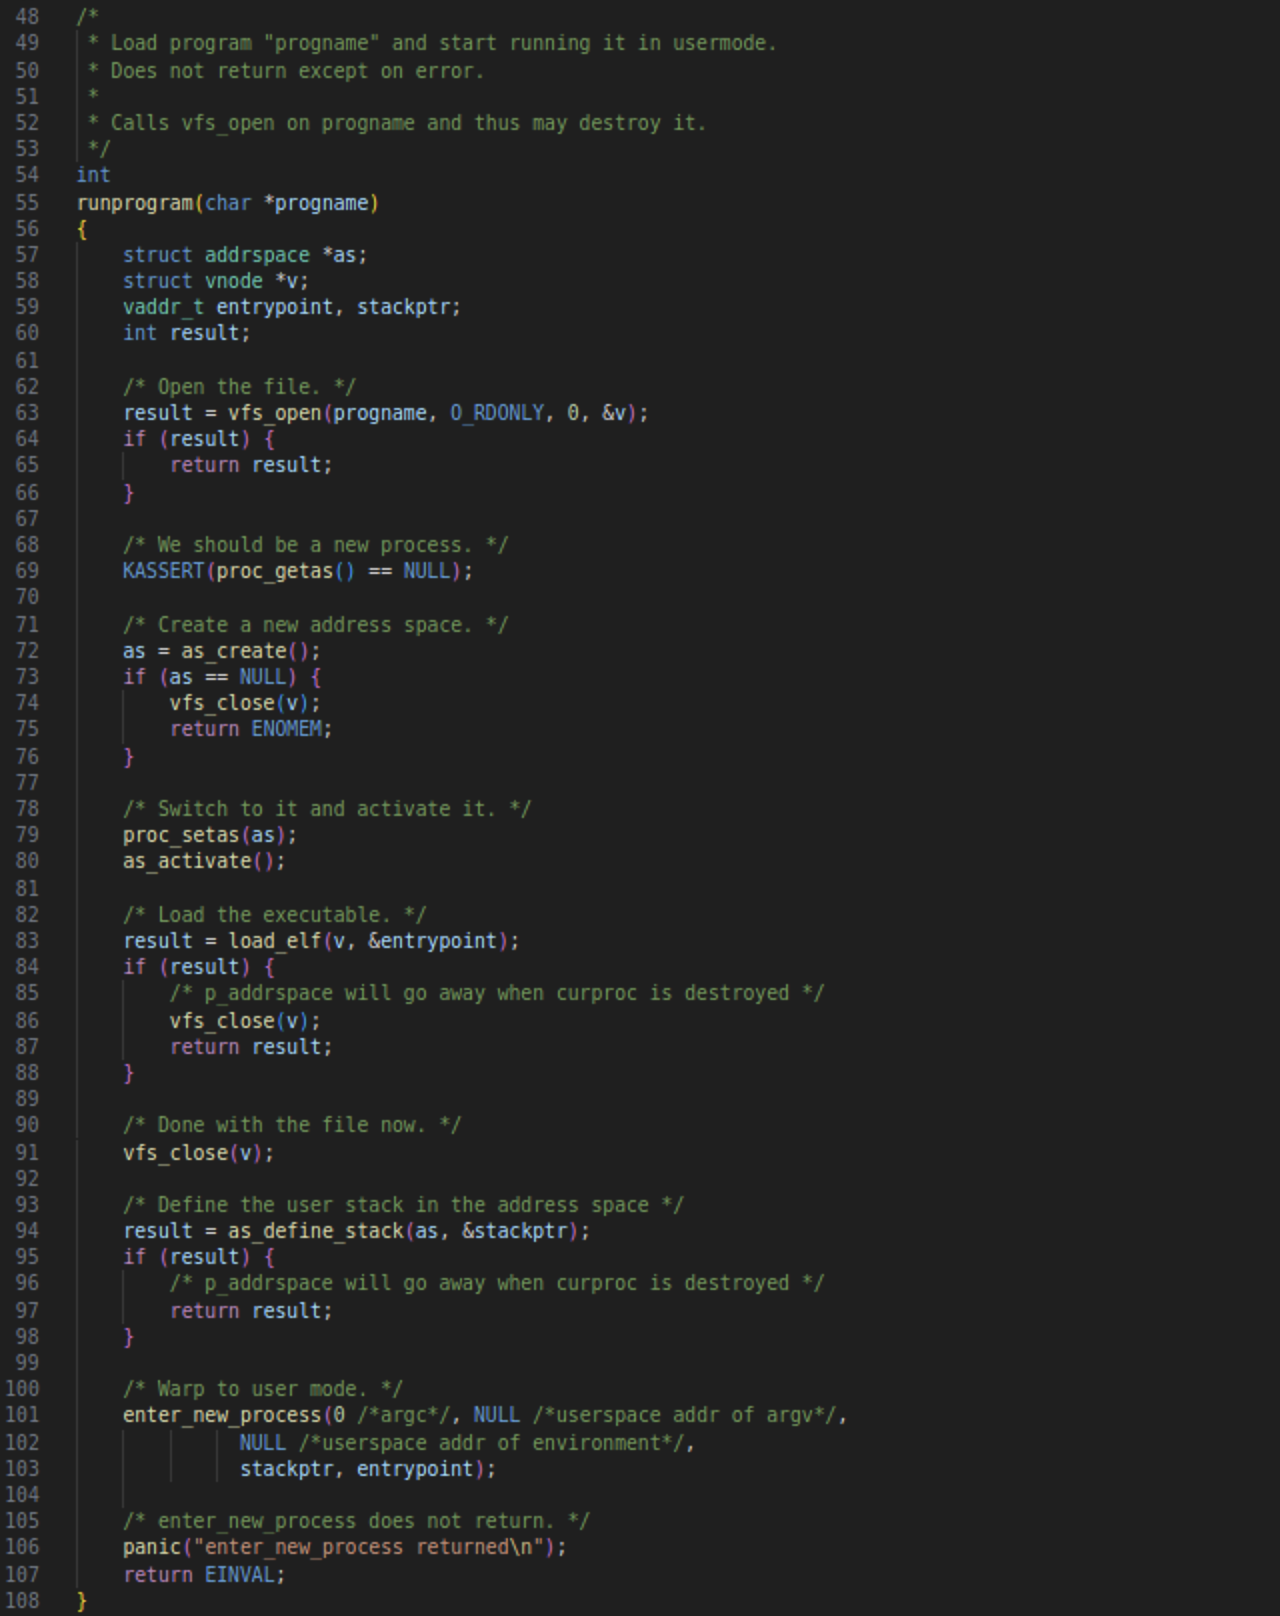 48 /*
49  * Load program "progname" and start running it in usermode.
50  * Does not return except on error.
51  *
52  * Calls vfs_open on progname and thus may destroy it.
53  */
54 int
55 runprogram(char *progname)
56 {
57     struct addrspace *as;
58     struct vnode *v;
59     vaddr_t entrypoint, stackptr;
60     int result;
61
62     /* Open the file. */
63     result = vfs_open(progname, O_RDONLY, 0, &v);
64     if (result) {
65         return result;
66     }
67
68     /* We should be a new process. */
69     KASSERT(proc_getas() == NULL);
70
71     /* Create a new address space. */
72     as = as_create();
73     if (as == NULL) {
74         vfs_close(v);
75         return ENOMEM;
76     }
77
78     /* Switch to it and activate it. */
79     proc_setas(as);
80     as_activate();
81
82     /* Load the executable. */
83     result = load_elf(v, &entrypoint);
84     if (result) {
85         /* p_addrspace will go away when curproc is destroyed */
86         vfs_close(v);
87         return result;
88     }
89
90     /* Done with the file now. */
91     vfs_close(v);
92
93     /* Define the user stack in the address space */
94     result = as_define_stack(as, &stackptr);
95     if (result) {
96         /* p_addrspace will go away when curproc is destroyed */
97         return result;
98     }
99
100     /* Warp to user mode. */
101     enter_new_process(0 /*argc*/, NULL /*userspace addr of argv*/,
102               NULL /*userspace addr of environment*/,
103               stackptr, entrypoint);
104
105     /* enter_new_process does not return. */
106     panic("enter_new_process returned\n");
107     return EINVAL;
108 }